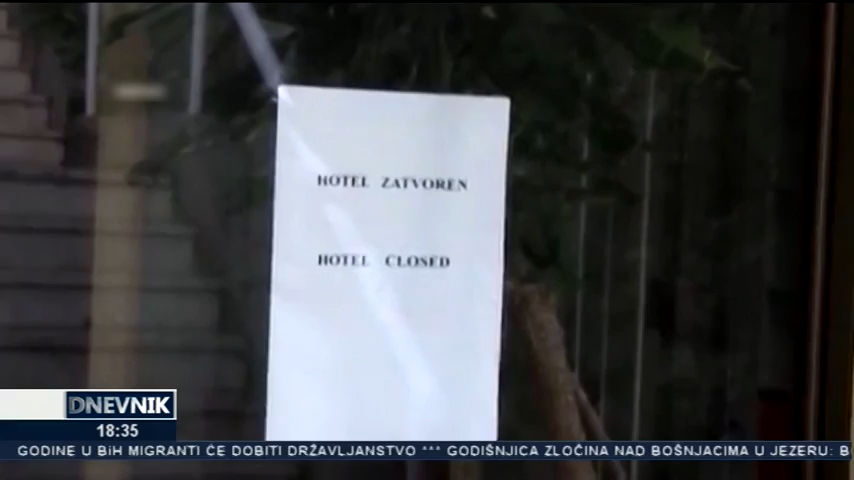 HOTEL ZATVOREN
HOTEL CLOSED
DNEVNIK
18:35
GODINE U BiH MIGRANTI ĆE DOBITI DRŽAVLJANSTVO *** GODIŠNJICA ZLOČINA NAD BOŠNJACIMA U JEZERU: